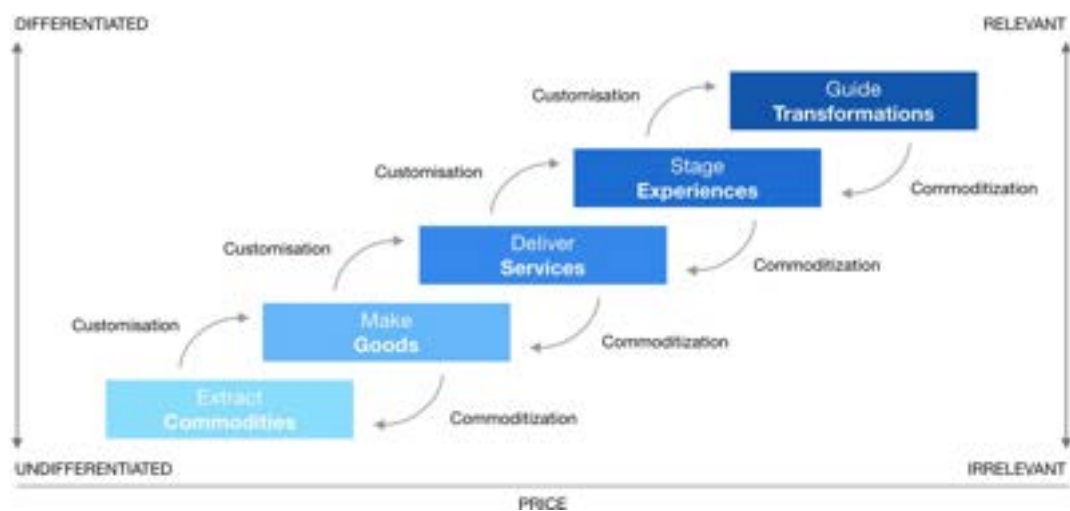 DIFFERENTIATED
RELEVANT
Customisation
Guide
Transformations
Customisation
Stage
Experiences
Commoditization
Customisation
Deliver
Services
Commoditization
Customisation
Make
Goods
Commoditization
Extract
Commodities
Commoditization
UNDIFFERENTIATED
IRRELEVANT
PRICE